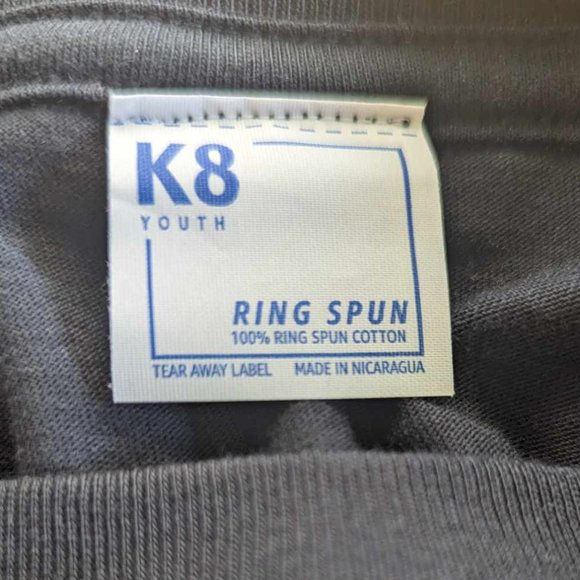 K8
YOUTH
RING SPUN
100% RING SPUN COTTON
TEAR AWAY LABEL MADE IN NICARAGUA